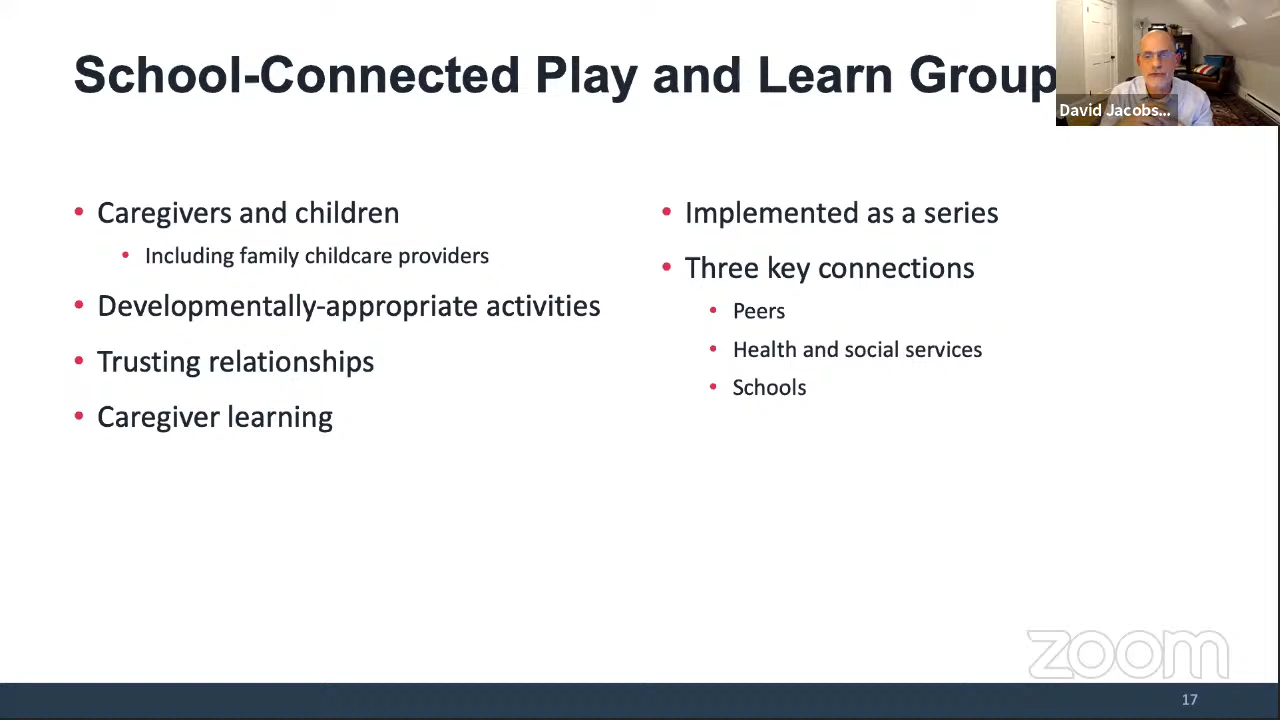 School-Connected Play and Learn Group
David Jacobs...
• Caregivers and children
• Including family childcare providers
• Developmentally-appropriate activities
• Trusting relationships
• Caregiver learning
• Implemented as a series
• Three key connections
• Peers
• Health and social services
• Schools
zoom
17